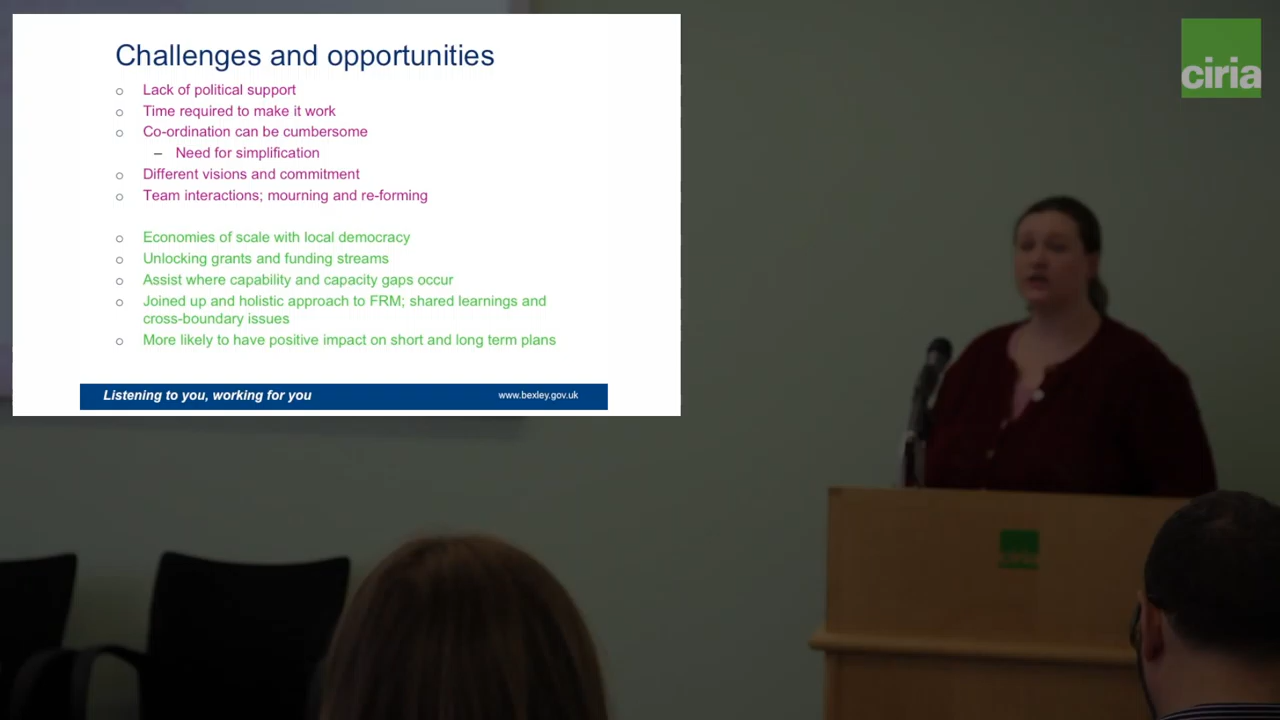 Challenges and opportunities
Lack of political support
Time required to make it work
Co-ordination can be cumbersome
– Need for simplification
Different visions and commitment
Team interactions; mourning and re-forming
Economies of scale with local democracy
Unlocking grants and funding streams
Assist where capability and capacity gaps occur
Joined up and holistic approach to FRM; shared learnings and
cross-boundary issues
More likely to have positive impact on short and long term plans
Listening to you, working for you
www.bexley.gov.uk
ciria
ciria